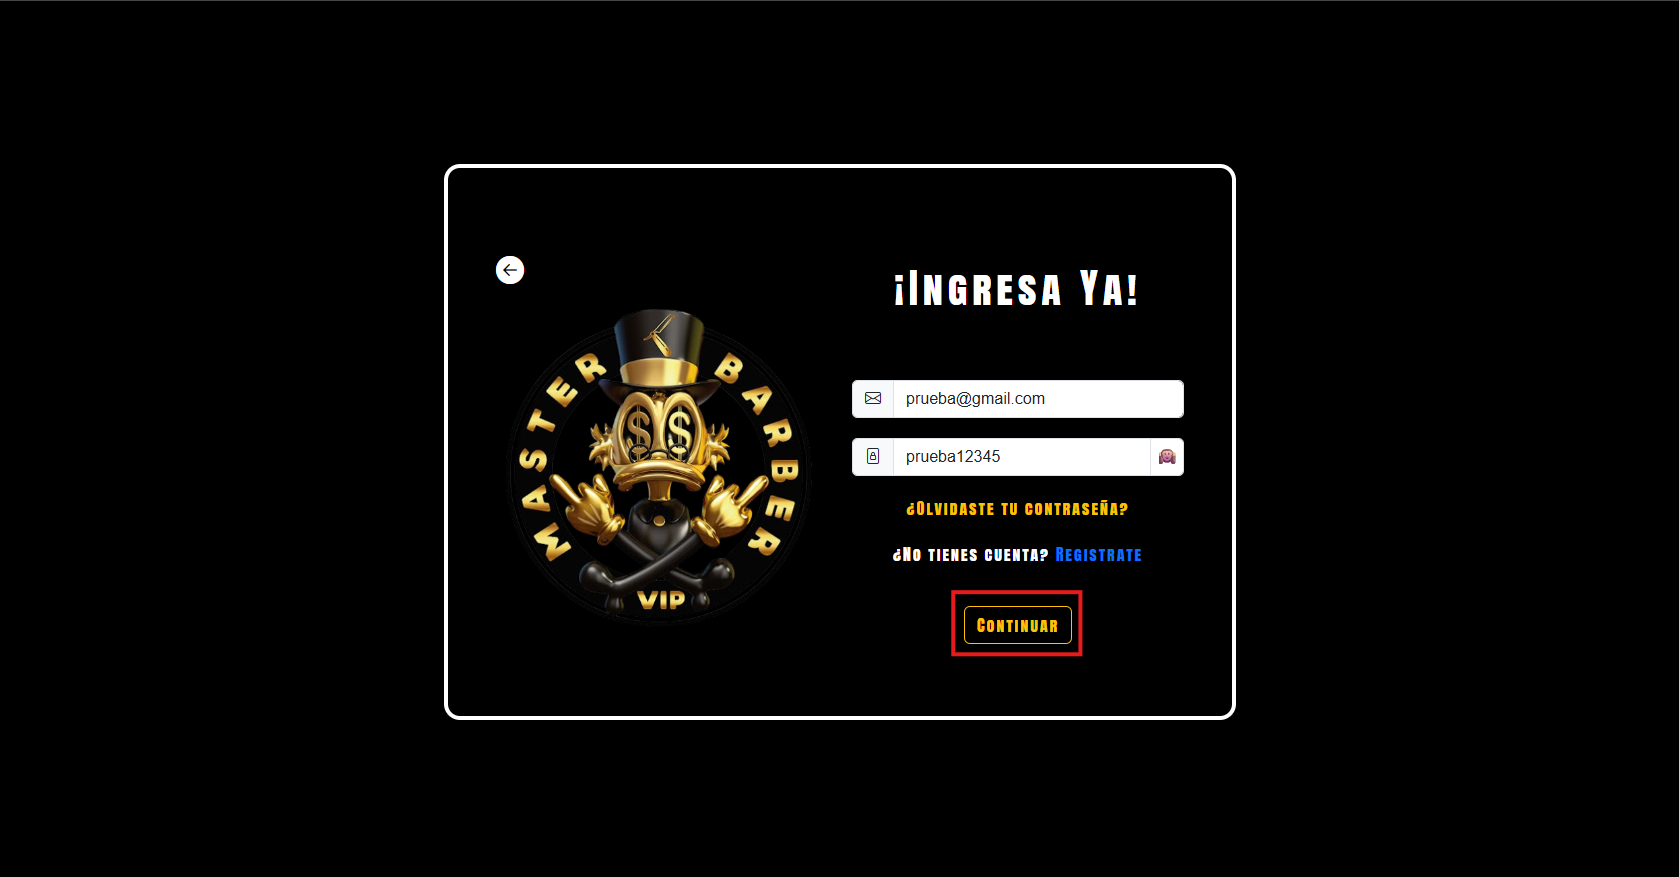 ¡Ingresa Ya!
MASTER BARBER
VIP
prueba@gmail.com
prueba12345
¿Olvidaste tu contraseña?
¿No tienes cuenta? Registrate
Continuar